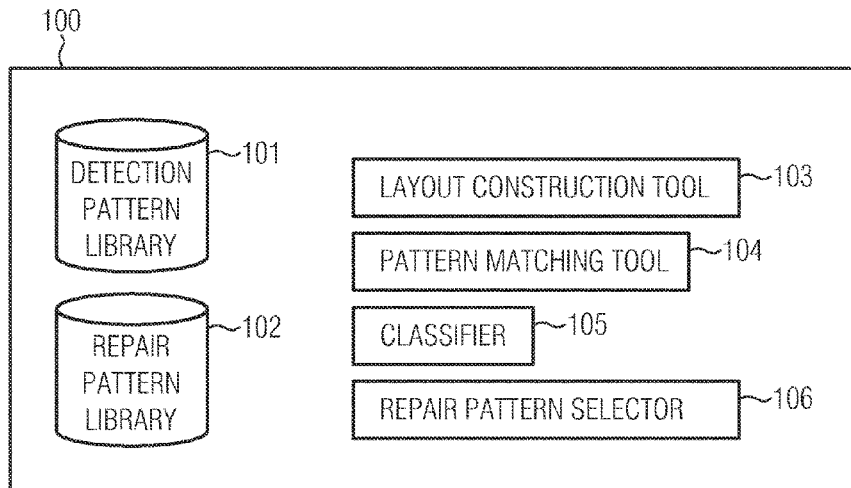 100
DETECTION
PATTERN
LIBRARY
101
REPAIR
PATTERN
LIBRARY
102
LAYOUT CONSTRUCTION TOOL
103
PATTERN MATCHING TOOL
104
CLASSIFIER
105
REPAIR PATTERN SELECTOR
106